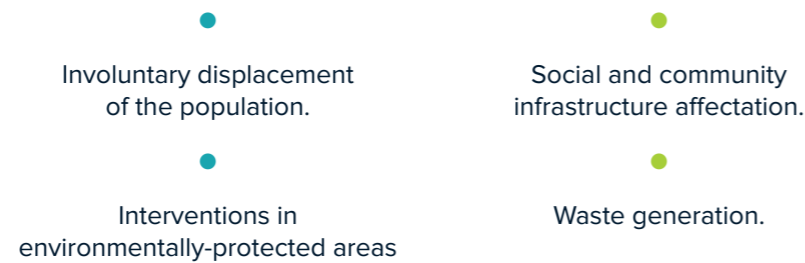 Involuntary displacement
of the population.
Interventions in
environmentally-protected areas
Social and community
infrastructure affectation.
Waste generation.